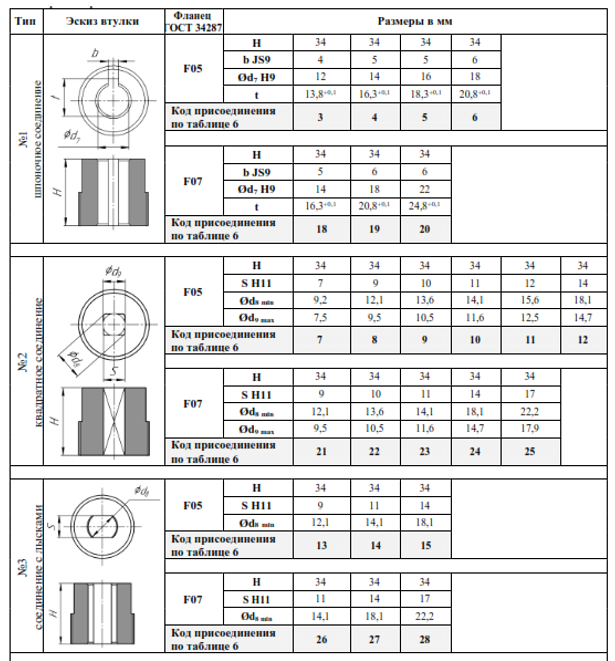 Тип Эскиз втулки Фланец ГОСТ 34287 Размеры в мм
№1 шпоночное соединение
b
t
Ød₇
H
F05
H 34 34 34 34
b JS9 4 5 5 6
Ød₇ H9 12 14 16 18
t 13,8⁺⁰,¹ 16,3⁺⁰,¹ 18,3⁺⁰,¹ 20,8⁺⁰,¹
Код присоединения по таблице 6 3 4 5 6
F07
H 34 34 34
b JS9 5 6 6
Ød₇ H9 14 18 22
t 16,3⁺⁰,¹ 20,8⁺⁰,¹ 24,8⁺⁰,¹
Код присоединения по таблице 6 18 19 20
№2 квадратное соединение
Ød₉
Ød₈
S
H
F05
H 34 34 34 34 34 34
S H11 7 9 10 11 12 14
Ød₈ min 9,2 12,1 13,6 14,1 15,6 18,1
Ød₉ max 7,5 9,5 10,5 11,6 12,5 14,7
Код присоединения по таблице 6 7 8 9 10 11 12
F07
H 34 34 34 34 34
S H11 9 10 11 14 17
Ød₈ min 12,1 13,6 14,1 18,1 22,2
Ød₉ max 9,5 10,5 11,6 14,7 17,9
Код присоединения по таблице 6 21 22 23 24 25
№3 соединение с лысками
Ød₈
S
H
F05
H 34 34 34
S H11 9 11 14
Ød₈ min 12,1 14,1 18,1
Код присоединения по таблице 6 13 14 15
F07
H 34 34 34
S H11 11 14 17
Ød₈ min 14,1 18,1 22,2
Код присоединения по таблице 6 26 27 28